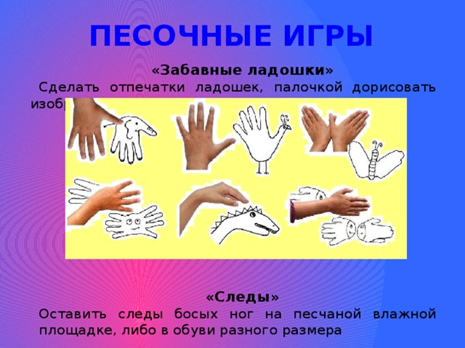 ПЕСОЧНЫЕ ИГРЫ
«Забавные ладошки»
Сделать отпечатки ладошек, палочкой дорисовать
«Следы»
Оставить следы босых ног на песчаной влажной
площадке, либо в обуви разного размера